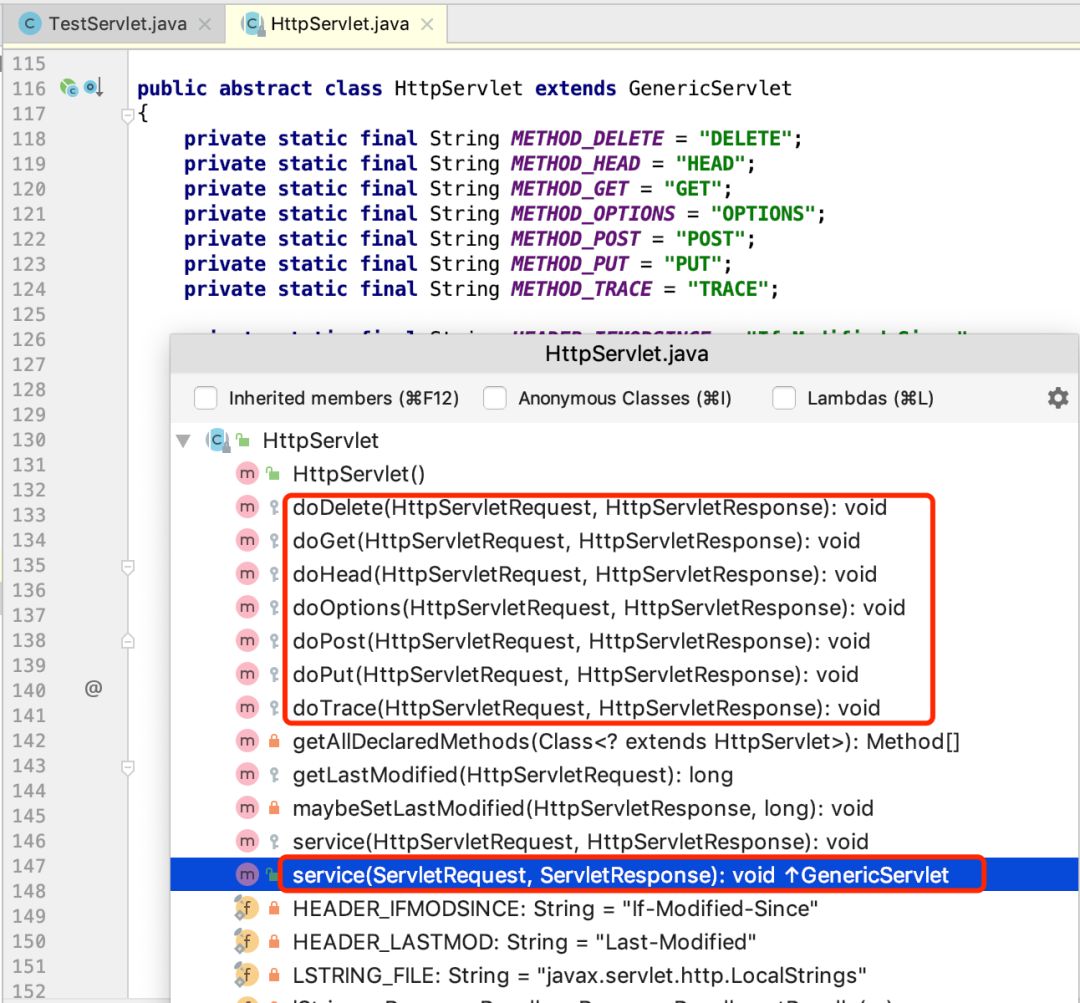 TestServlet.java
HttpServlet.java
115
116 public abstract class HttpServlet extends GenericServlet
117 {
118 private static final String METHOD_DELETE = "DELETE";
119 private static final String METHOD_HEAD = "HEAD";
120 private static final String METHOD_GET = "GET";
121 private static final String METHOD_OPTIONS = "OPTIONS";
122 private static final String METHOD_POST = "POST";
123 private static final String METHOD_PUT = "PUT";
124 private static final String METHOD_TRACE = "TRACE";
125
126
127
128
129
130
131
132
133
134
135
136
137
138
139
140 @
141
142
143
144
145
146
147
148
149
150
151
152
HttpServlet.java
Inherited members (⌘F12) Anonymous Classes (⌘I) Lambdas (⌘L)
C HttpServlet
m HttpServlet()
m doDelete(HttpServletRequest, HttpServletResponse): void
m doGet(HttpServletRequest, HttpServletResponse): void
m doHead(HttpServletRequest, HttpServletResponse): void
m doOptions(HttpServletRequest, HttpServletResponse): void
m doPost(HttpServletRequest, HttpServletResponse): void
m doPut(HttpServletRequest, HttpServletResponse): void
m doTrace(HttpServletRequest, HttpServletResponse): void
m getAllDeclaredMethods(Class<? extends HttpServlet>): Method[]
m getLastModified(HttpServletRequest): long
m maybeSetLastModified(HttpServletResponse, long): void
m service(HttpServletRequest, HttpServletResponse): void
m service(ServletRequest, ServletResponse): void ↑GenericServlet
f HEADER_IFMODSINCE: String = "If-Modified-Since"
f HEADER_LASTMOD: String = "Last-Modified"
f LSTRING_FILE: String = "javax.servlet.http.LocalStrings"